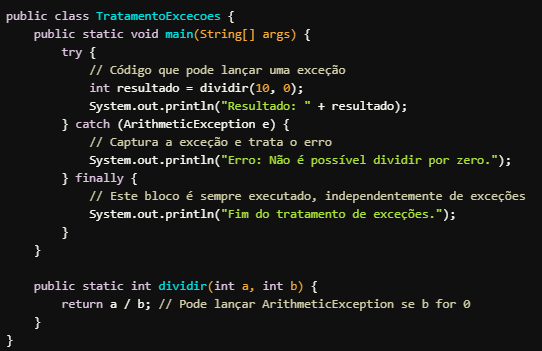 public class TratamentoExcecoes {
    public static void main(String[] args) {
        try {
            // Código que pode lançar uma exceção
            int resultado = dividir(10, 0);
            System.out.println("Resultado: " + resultado);
        } catch (ArithmeticException e) {
            // Captura a exceção e trata o erro
            System.out.println("Erro: Não é possível dividir por zero.");
        } finally {
            // Este bloco é sempre executado, independentemente de exceções
            System.out.println("Fim do tratamento de exceções.");
        }
    }

    public static int dividir(int a, int b) {
        return a / b; // Pode lançar ArithmeticException se b for 0
    }
}